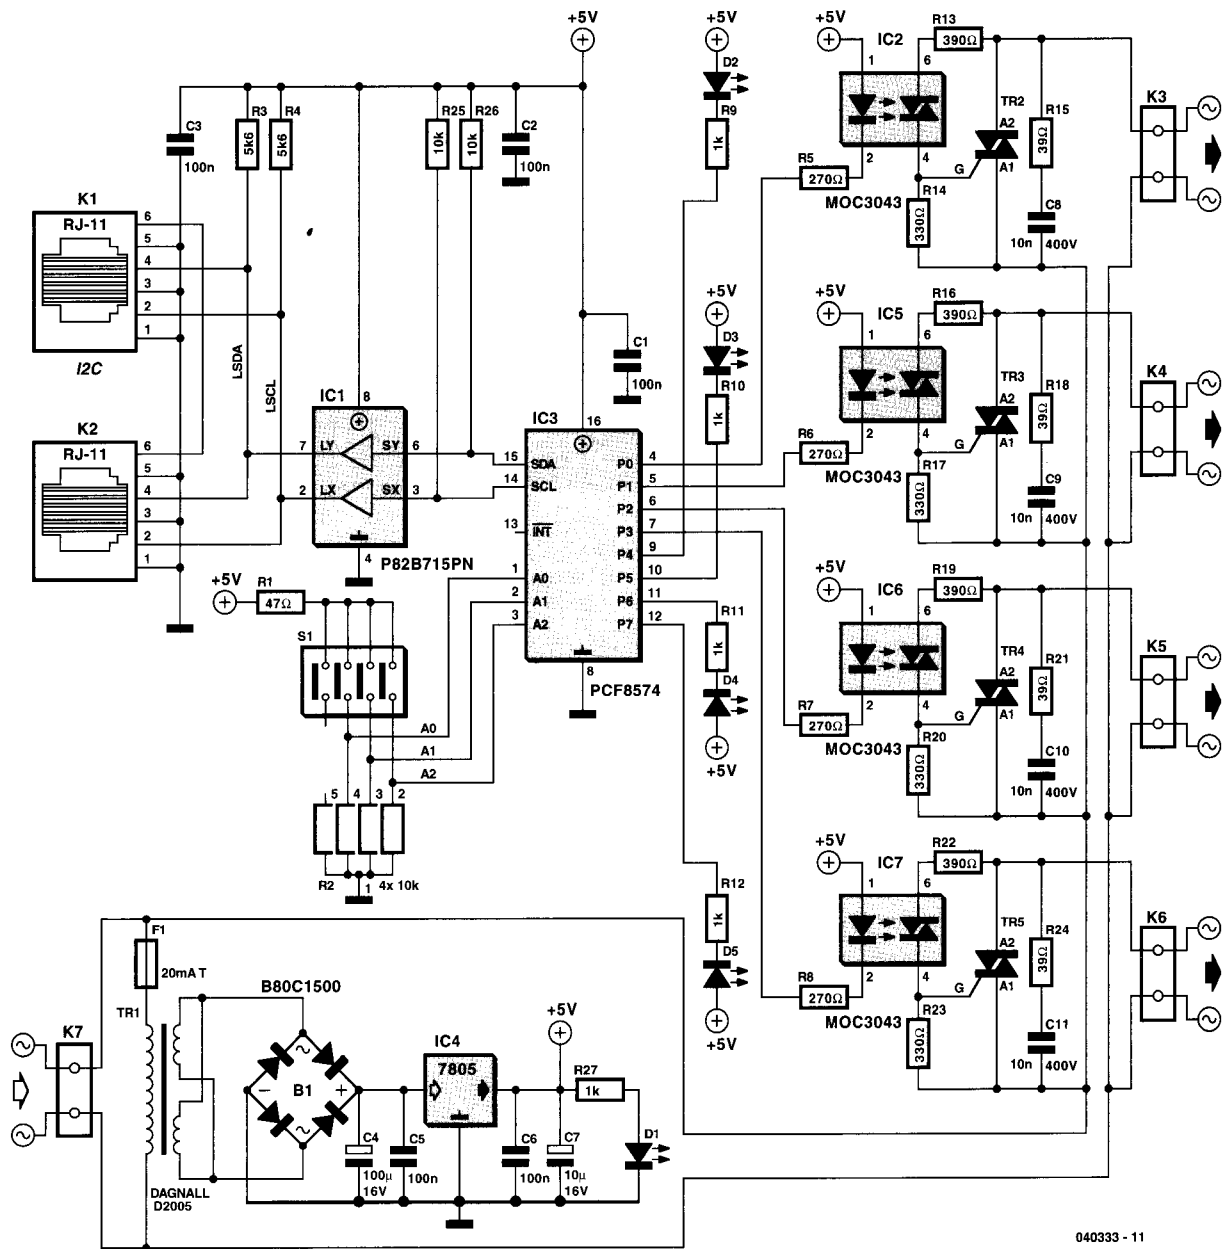 +5V
+5V
+5V
R13
390Ω
IC2
1
6
D2
R9
1k
R3
5k6
R4
5k6
R25
10k
R26
10k
C2
100n
C3
100n
TR2
A2
A1
G
R15
39Ω
K3
2
4
R5
270Ω
MOC3043
R14
330Ω
C8
10n
400V
K1
RJ-11
6
5
4
3
2
1
I2C
LSDA
LSCL
+5V
D3
R10
1k
C1
100n
+5V
IC5
R16
390Ω
1
6
TR3
A2
A1
G
R18
39Ω
K4
2
4
R6
270Ω
MOC3043
R17
330Ω
C9
10n
400V
K2
RJ-11
6
5
4
3
2
1
IC1
8
7
LY
SY
6
2
LX
SX
3
4
P82B715PN
IC3
16
15
SDA
14
SCL
13
INT
1
A0
2
A1
3
A2
P0
4
P1
5
P2
6
P3
7
P4
9
P5
10
P6
11
P7
12
8
PCF8574
+5V
R1
47Ω
S1
A0
A1
A2
5
4
3
2
R2
1
4x 10k
R11
1k
D4
+5V
+5V
IC6
R19
390Ω
1
6
TR4
A2
A1
G
R21
39Ω
K5
2
4
R7
270Ω
MOC3043
R20
330Ω
C10
10n
400V
R12
1k
D5
+5V
+5V
IC7
R22
390Ω
1
6
TR5
A2
A1
G
R24
39Ω
K6
2
4
R8
270Ω
MOC3043
R23
330Ω
C11
10n
400V
F1
20mA T
TR1
K7
B80C1500
B1
–
+
DAGNALL
D2005
IC4
7805
+5V
R27
1k
D1
C4
100µ
16V
C5
100n
C6
100n
C7
10µ
16V
040333 - 11